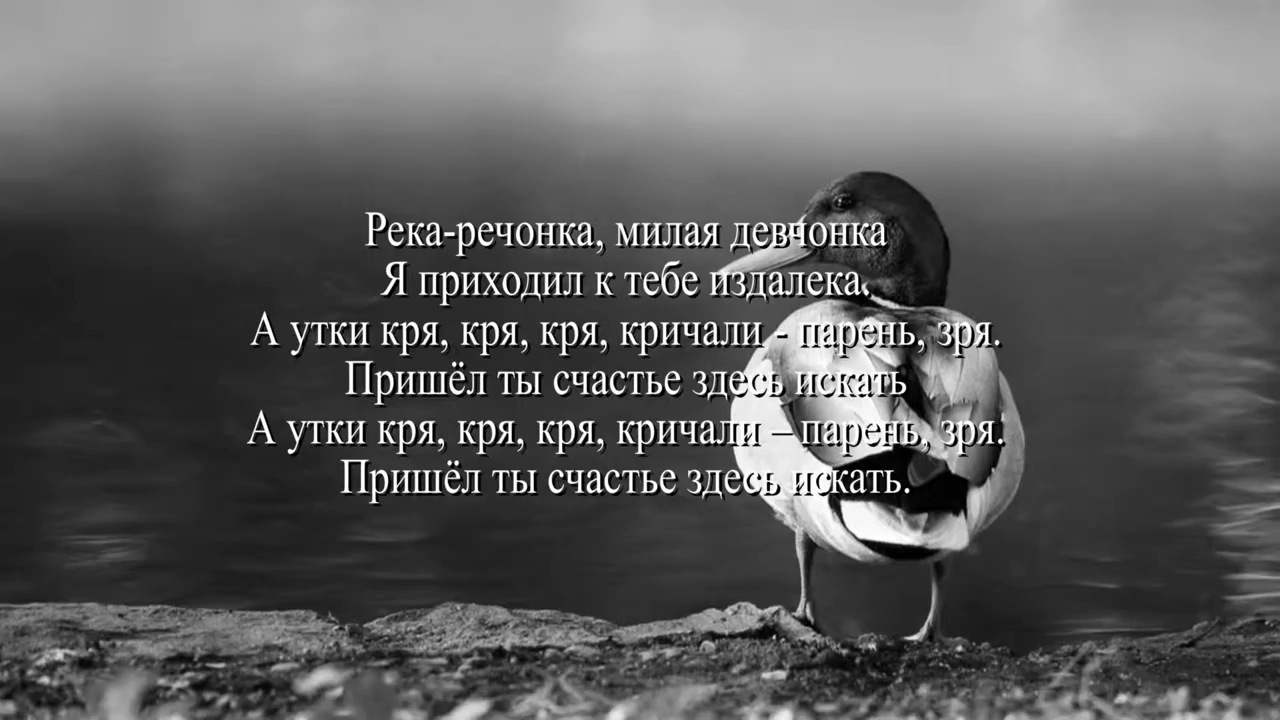 Река-речонка, милая девчонка
Я приходил к тебе издалека.
А утки кря, кря, кря, кричали - парень, зря.
Пришёл ты счастье здесь искать
А утки кря, кря, кря, кричали – парень, зря.
Пришёл ты счастье здесь искать.